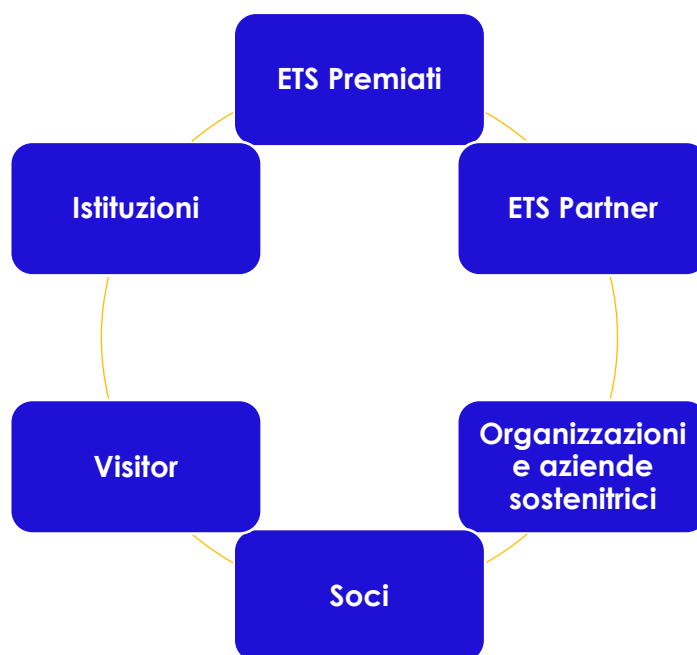 ETS Premiati
ETS Partner
Organizzazioni
e aziende
sostenitrici
Soci
Visitor
Istituzioni